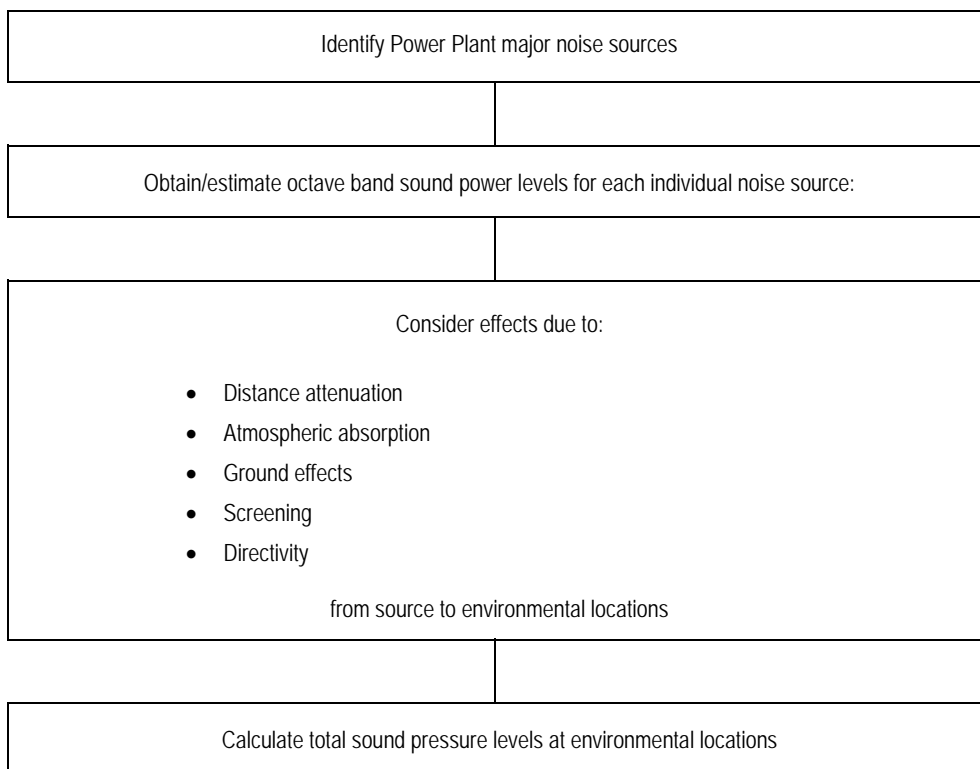 Identify Power Plant major noise sources
Obtain/estimate octave band sound power levels for each individual noise source:
Consider effects due to:
• Distance attenuation
• Atmospheric absorption
• Ground effects
• Screening
• Directivity
from source to environmental locations
Calculate total sound pressure levels at environmental locations